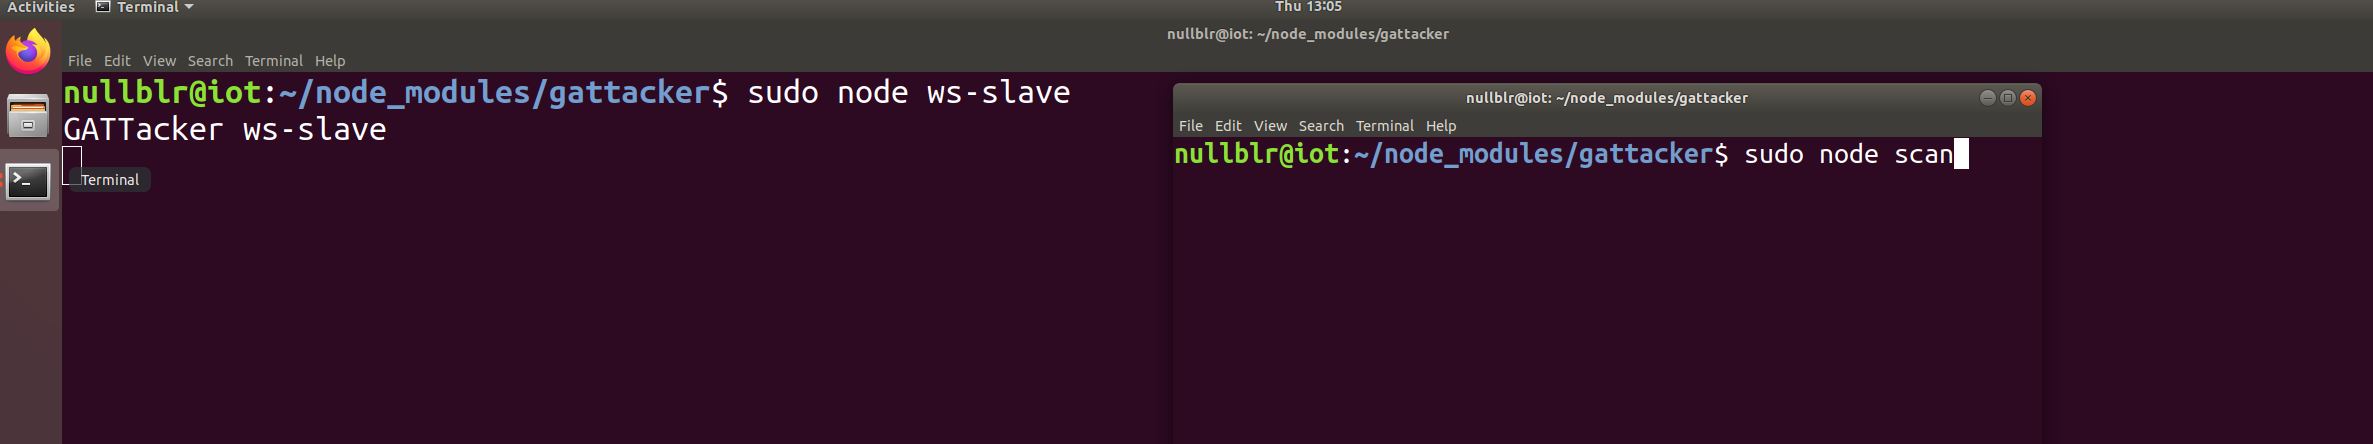 Activities Terminal Thu 13:05
nullblr@iot: ~/node_modules/gattacker
File Edit View Search Terminal Help
nullblr@iot:~/node_modules/gattacker$ sudo node ws-slave
GATTacker ws-slave
Terminal
nullblr@iot: ~/node_modules/gattacker
File Edit View Search Terminal Help
nullblr@iot:~/node_modules/gattacker$ sudo node scan